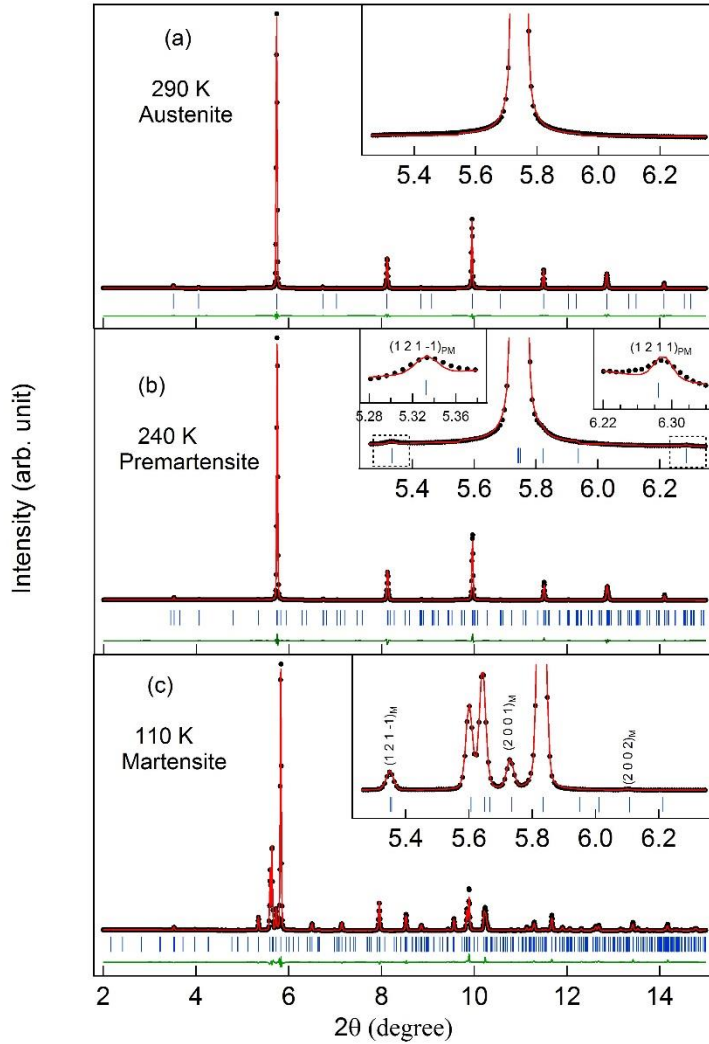 (a)
290 K
Austenite
5.4 5.6 5.8 6.0 6.2
(b)
240 K
Premartensite
(1 2 1 -1)PM
5.28 5.32 5.36
(1 2 1 1)PM
6.22 6.30
5.4 5.6 5.8 6.0 6.2
(c)
110 K
Martensite
(1 2 1 -1)M
(2 0 0 1)M
(2 0 0 2)M
5.4 5.6 5.8 6.0 6.2
Intensity (arb. unit)
2 4 6 8 10 12 14
2θ (degree)